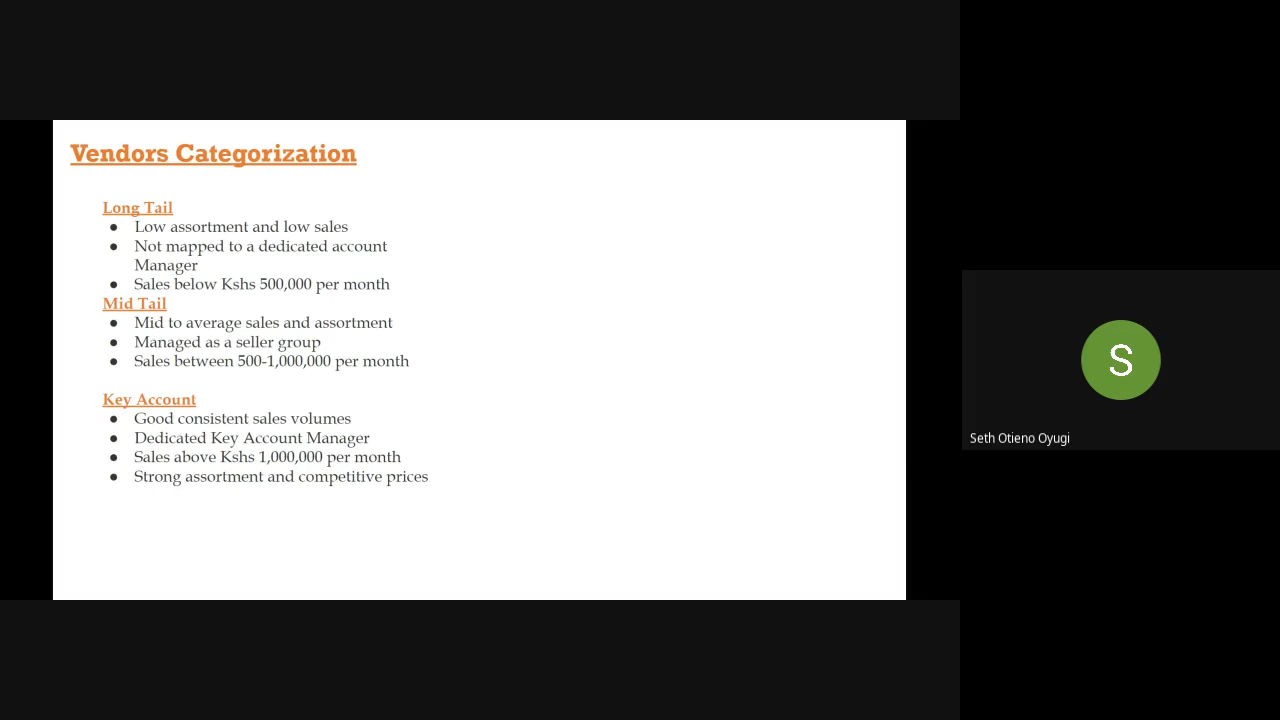 Vendors Categorization
Long Tail
● Low assortment and low sales
● Not mapped to a dedicated account
Manager
● Sales below Kshs 500,000 per month
Mid Tail
● Mid to average sales and assortment
● Managed as a seller group
● Sales between 500-1,000,000 per month
Key Account
● Good consistent sales volumes
● Dedicated Key Account Manager
● Sales above Kshs 1,000,000 per month
● Strong assortment and competitive prices
S
Seth Otieno Oyugi